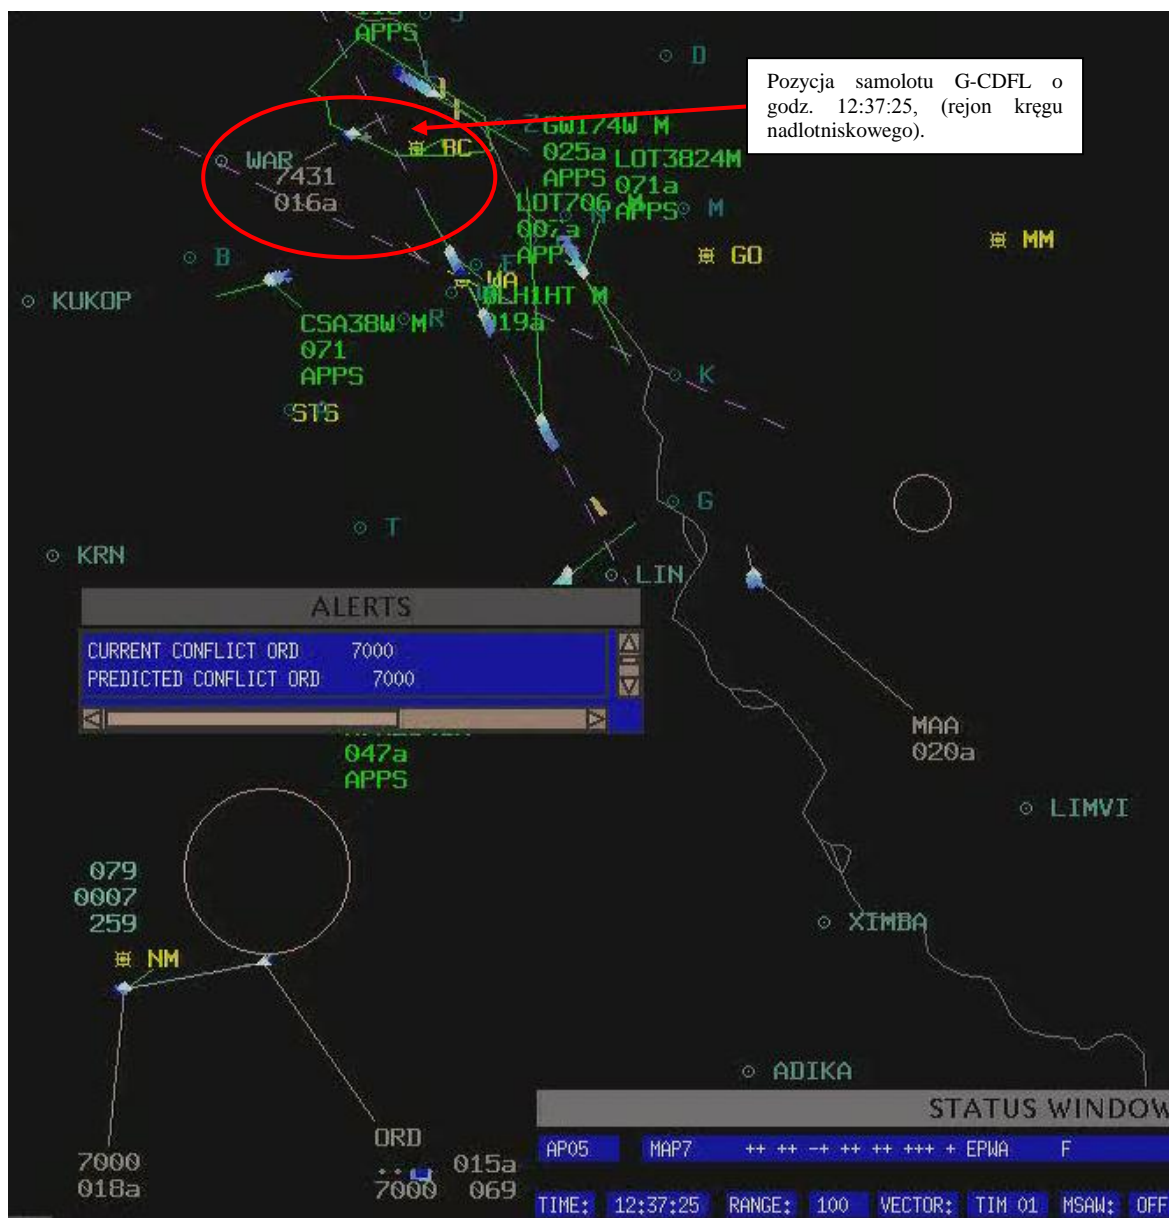 APPS
J
D
Pozycja samolotu G-CDFL o
godz. 12:37:25, (rejon kręgu
nadlotniskowego).
Z
GWI74W M
025a
APPS
LOT3824M
071a
APPS
M
WAR
7431
016a
BC
LOT706 M
007a
APPS
N
B
E
GO
MM
KUKOP
WA
LH1HT M
019a
CSA38W M
071
APPS
R
K
STS
G
T
KRN
LIN
ALERTS
CURRENT CONFLICT ORD 7000
PREDICTED CONFLICT ORD 7000
047a
APPS
MAA
020a
LIMVI
079
0007
259
XIMBA
NM
ADIKA
STATUS WINDOW
ORD
7000
018a
7000
015a
069
AP05 MAP7 ++ ++ -+ ++ ++ +++ + EPWA F
TIME: 12:37:25 RANGE: 100 VECTOR: TIM 01 MSAW: OFF